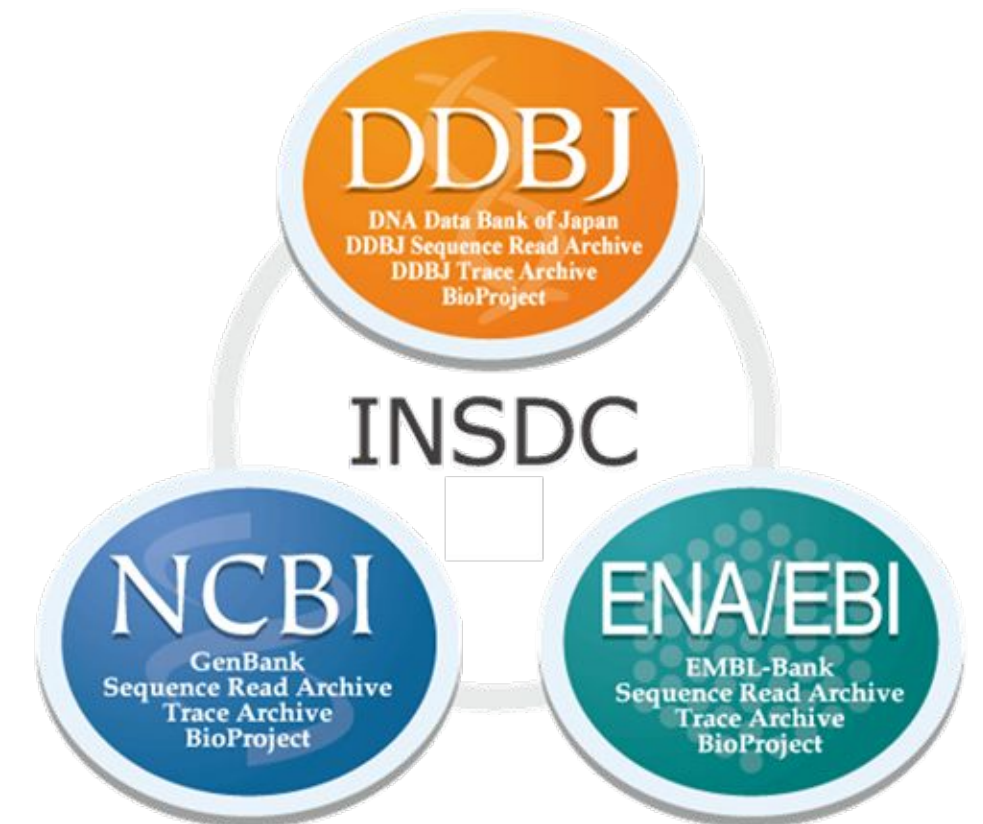 DDBJ
DNA Data Bank of Japan
DDBJ Sequence Read Archive
DDBJ Trace Archive
BioProject
INSDC
NCBI
GenBank
Sequence Read Archive
Trace Archive
BioProject
ENA/EBI
EMBL-Bank
Sequence Read Archive
Trace Archive
BioProject